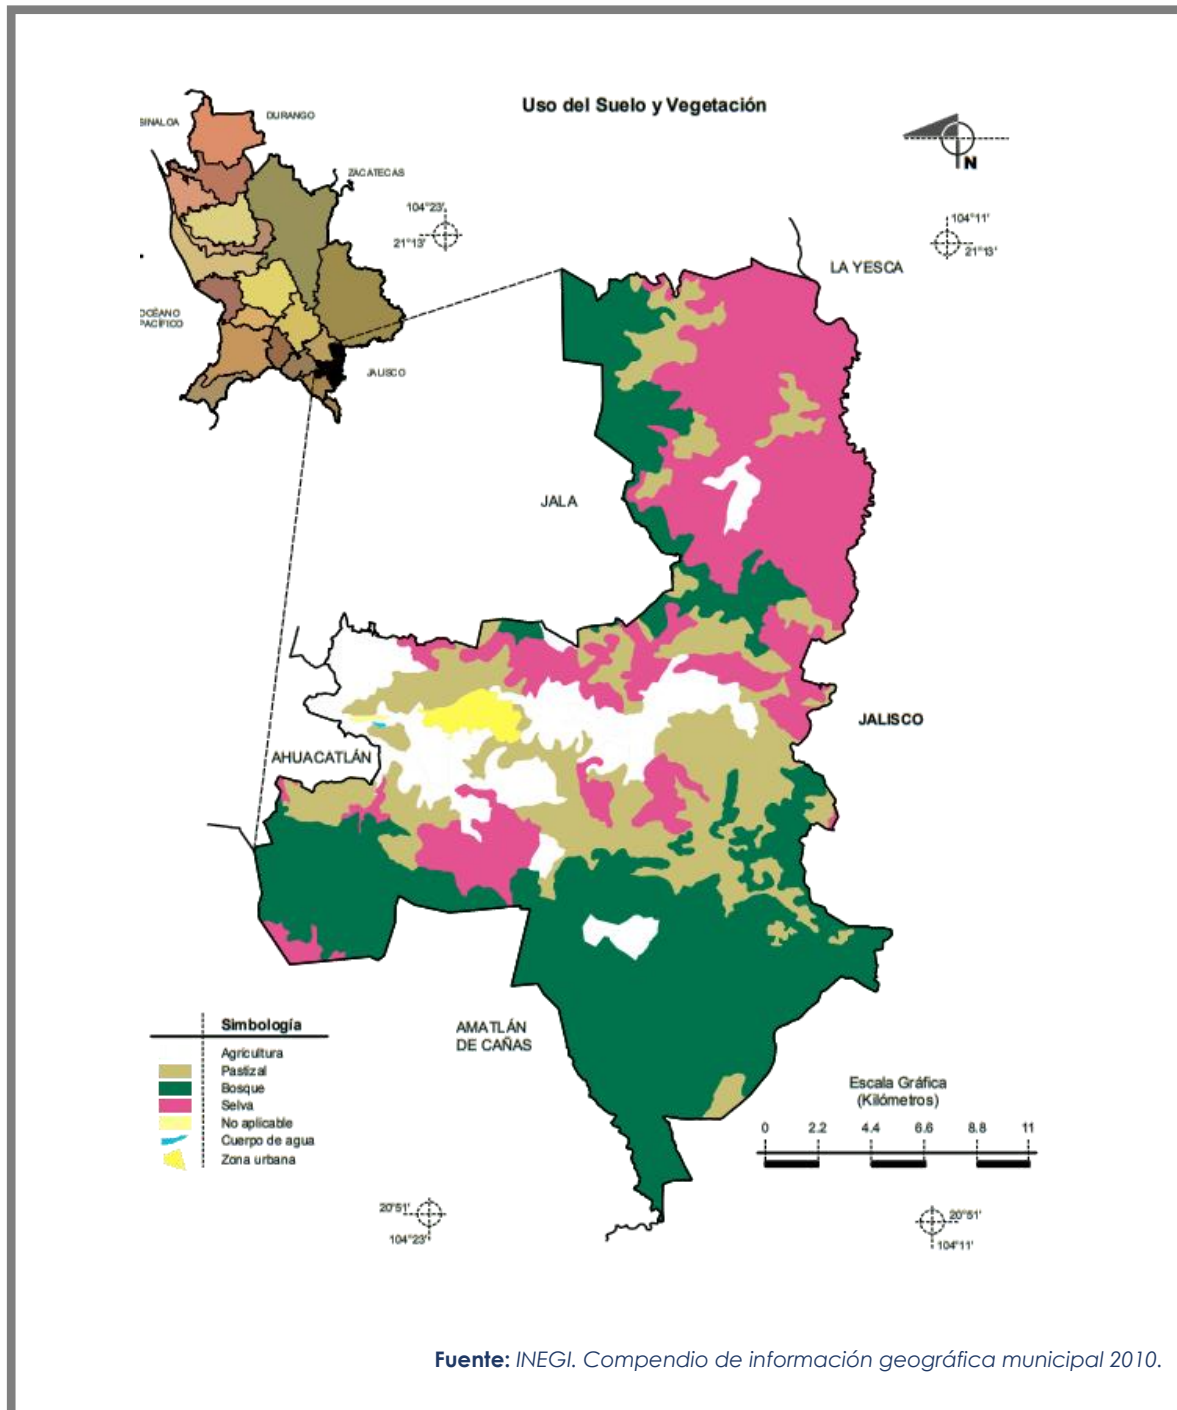 Uso del Suelo y Vegetación
DURANGO
ZACATECAS
OCÉANO
PACÍFICO
JALISCO
N
104°23'
21°13'
104°11'
21°13'
LA YESCA
JALA
JALISCO
AHUACATLÁN
AMATLÁN
DE CAÑAS
Simbología
Agricultura
Pastizal
Bosque
Selva
No aplicable
Cuerpo de agua
Zona urbana
Escala Gráfica
(Kilómetros)
0 2.2 4.4 6.6 8.8 11
20°51'
104°23'
20°51'
104°11'
Fuente: INEGI. Compendio de información geográfica municipal 2010.